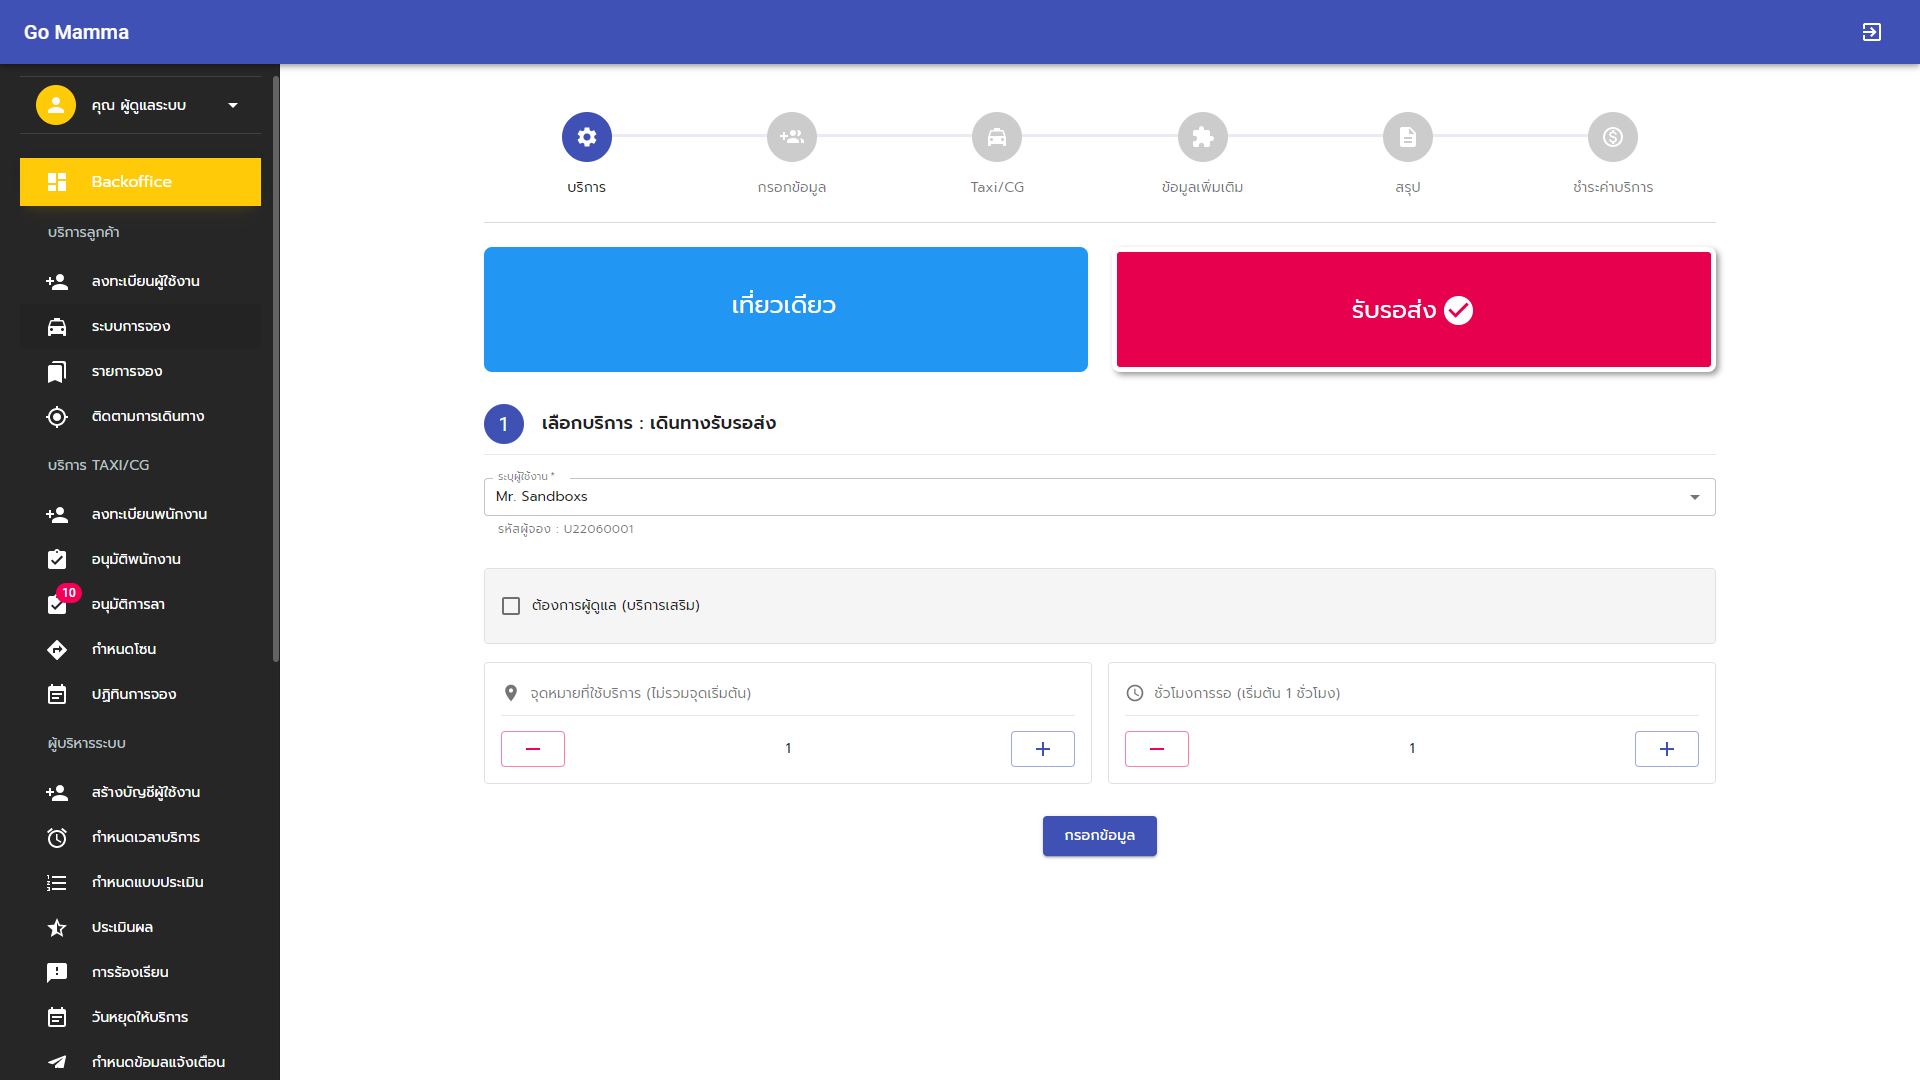 Go Mamma
คุณ ผู้ดูแลระบบ
Backoffice
บริการลูกค้า
ลงทะเบียนผู้ใช้งาน
ระบบการจอง
รายการจอง
ติดตามการเดินทาง
บริการ TAXI/CG
ลงทะเบียนพนักงาน
อนุมัติพนักงาน
10
อนุมัติการลา
กำหนดโซน
ปฏิทินการจอง
ผู้บริหารระบบ
สร้างบัญชีผู้ใช้งาน
กำหนดเวลาบริการ
กำหนดแบบประเมิน
ประเมินผล
การร้องเรียน
วันหยุดให้บริการ
กำหนดข้อมูลแจ้งเตือน
บริการ
กรอกข้อมูล
Taxi/CG
ข้อมูลเพิ่มเติม
สรุป
ชำระค่าบริการ
เที่ยวเดียว
รับรอส่ง
1 เลือกบริการ : เดินทางรับรอส่ง
ระบุผู้ใช้งาน *
Mr. Sandboxs
รหัสผู้จอง : U22060001
ต้องการผู้ดูแล (บริการเสริม)
จุดหมายที่ใช้บริการ (ไม่รวมจุดเริ่มต้น)
1
ชั่วโมงการรอ (เริ่มต้น 1 ชั่วโมง)
1
กรอกข้อมูล